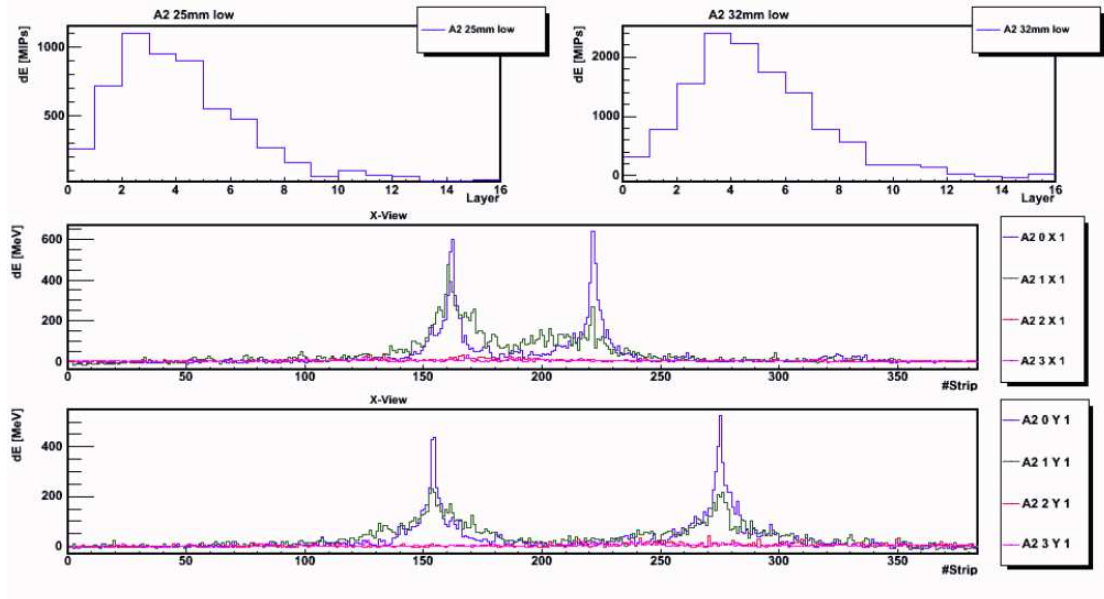 A2 25mm low
A2 25mm low
dE [MIPs]
1000
500
0 2 4 6 8 10 12 14 16
Layer
A2 32mm low
A2 32mm low
dE [MIPs]
2000
1000
0
0 2 4 6 8 10 12 14 16
Layer
X-View
dE [MeV]
600
400
200
0
0 50 100 150 200 250 300 350
#Strip
A2 0 X 1
A2 1 X 1
A2 2 X 1
A2 3 X 1
X-View
dE [MeV]
400
200
0
0 50 100 150 200 250 300 350
#Strip
A2 0 Y 1
A2 1 Y 1
A2 2 Y 1
A2 3 Y 1